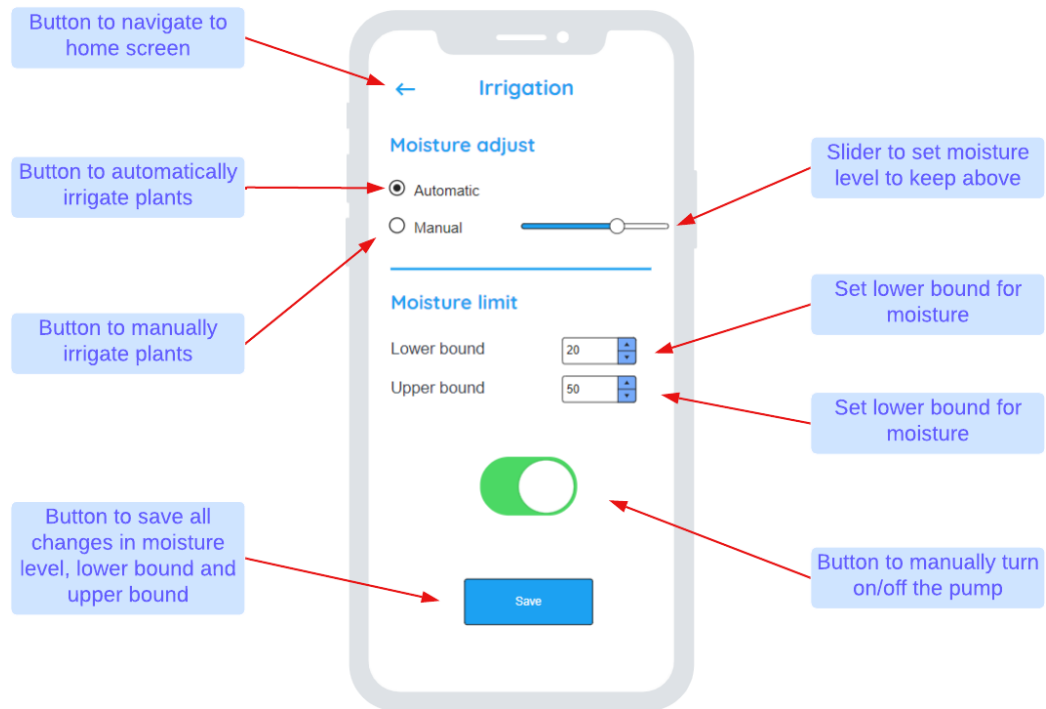 Button to navigate to
home screen
Irrigation
Moisture adjust
Button to automatically
irrigate plants
Automatic
Slider to set moisture
level to keep above
Manual
Button to manually
irrigate plants
Moisture limit
Set lower bound for
moisture
Lower bound
20
Upper bound
50
Set lower bound for
moisture
Button to save all
changes in moisture
level, lower bound and
upper bound
Button to manually turn
on/off the pump
Save